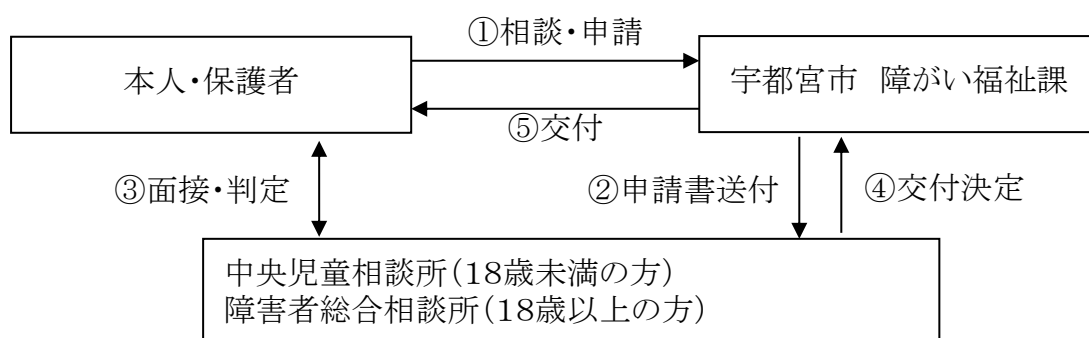 ①相談・申請
本人・保護者
宇都宮市　障がい福祉課
⑤交付
③面接・判定
②申請書送付
④交付決定
中央児童相談所(18歳未満の方)
障害者総合相談所(18歳以上の方)